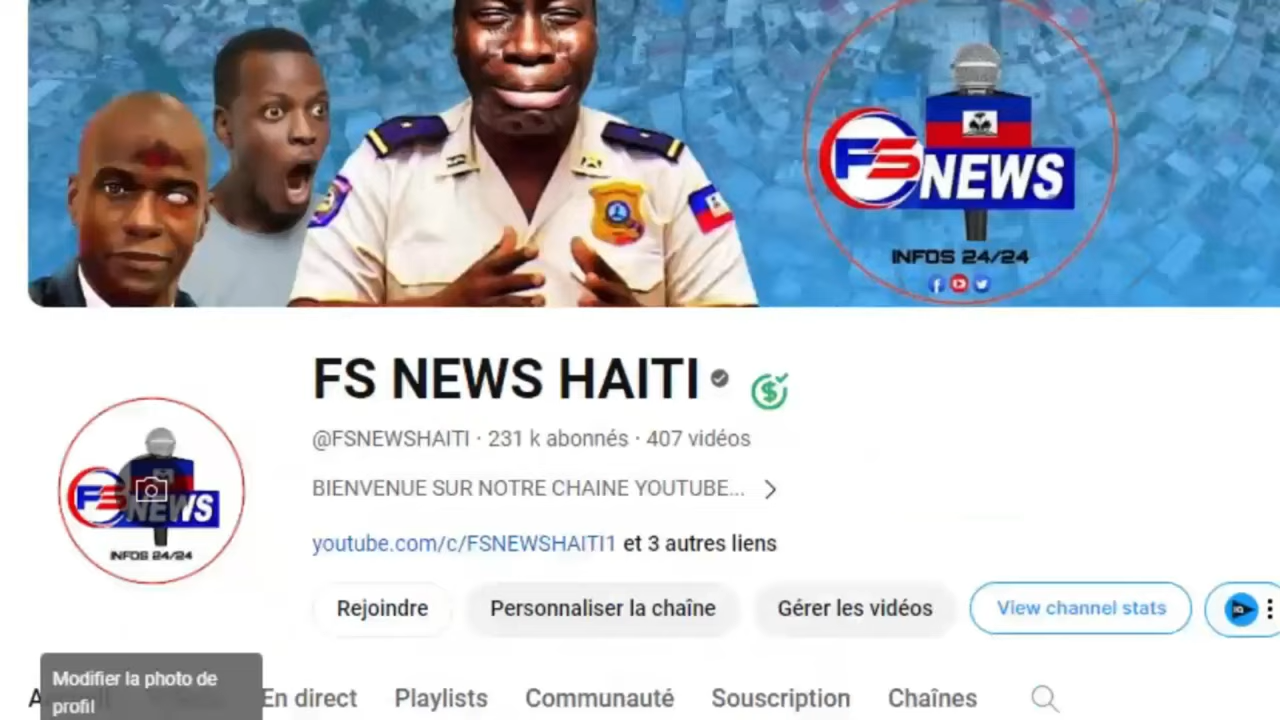 FS NEWS
INFOS 24/24
FS NEWS HAITI
@FSNEWSHAITI · 231 k abonnés · 407 vidéos
BIENVENUE SUR NOTRE CHAINE YOUTUBE...
youtube.com/c/FSNEWSHAITI1 et 3 autres liens
FS NEWS
INFOS 24/24
Rejoindre Personnaliser la chaîne Gérer les vidéos View channel stats
Modifier la photo de
profil
En direct Playlists Communauté Souscription Chaînes